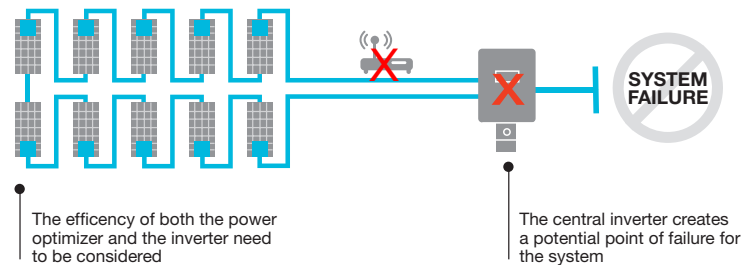 SYSTEM
FAILURE
The efficency of both the power
optimizer and the inverter need
to be considered
The central inverter creates
a potential point of failure for
the system